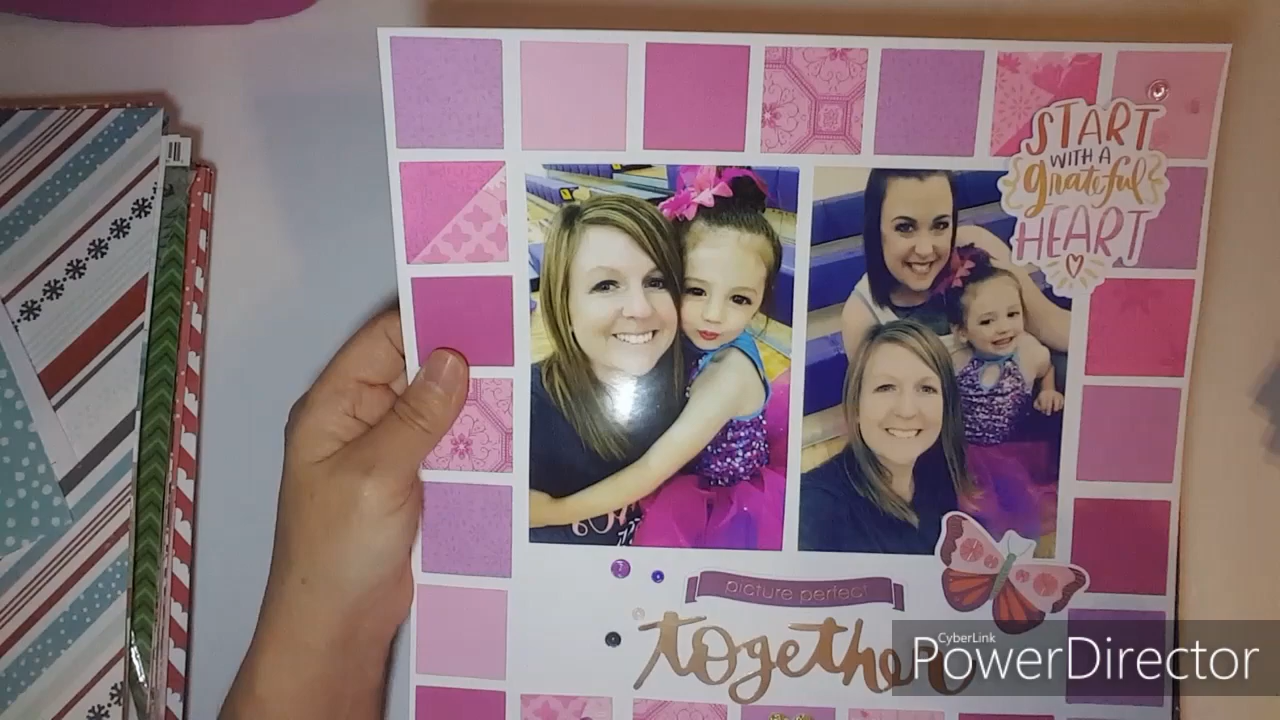 START
WITH A
grateful
HEART
picture perfect
together
CyberLink
PowerDirector